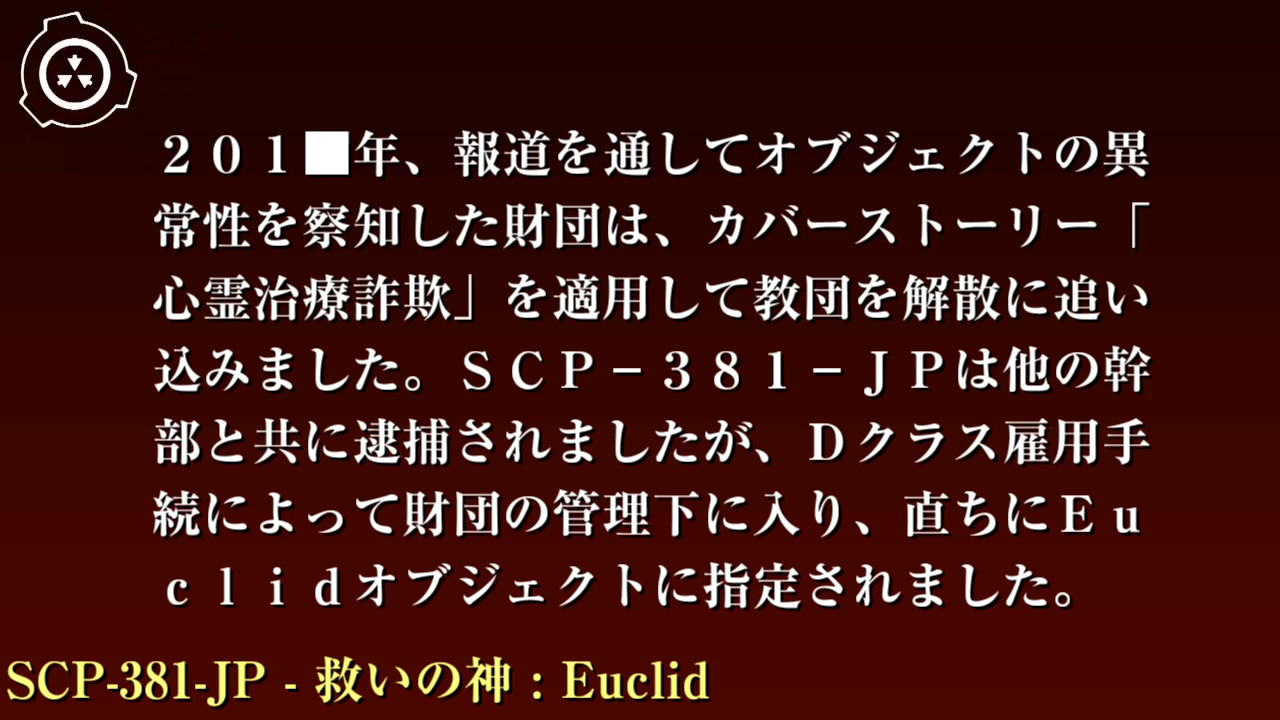 ２０１■年、報道を通してオブジェクトの異
常性を察知した財団は、カバーストーリー「
心霊治療詐欺」を適用して教団を解散に追い
込みました。ＳＣＰ－３８１－ＪＰは他の幹
部と共に逮捕されましたが、Ｄクラス雇用手
続によって財団の管理下に入り、直ちにＥｕ
ｃｌｉｄオブジェクトに指定されました。
SCP-381-JP - 救いの神 : Euclid